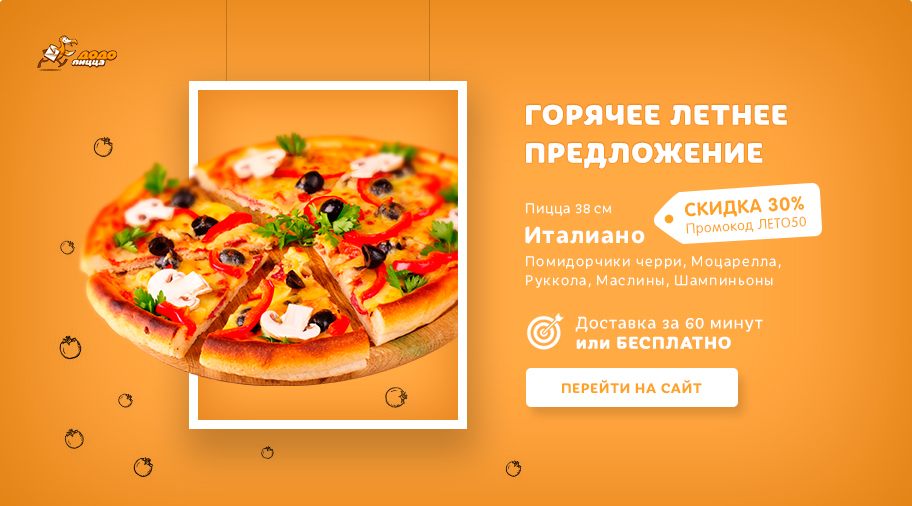 ДОДО
ПИЦЦА
ГОРЯЧЕЕ ЛЕТНЕЕ
ПРЕДЛОЖЕНИЕ
Пицца 38 см
Италиано
СКИДКА 30%
Промокод ЛЕТО50
Помидорчики черри, Моцарелла,
Руккола, Маслины, Шампиньоны
Доставка за 60 минут
или БЕСПЛАТНО
ПЕРЕЙТИ НА САЙТ